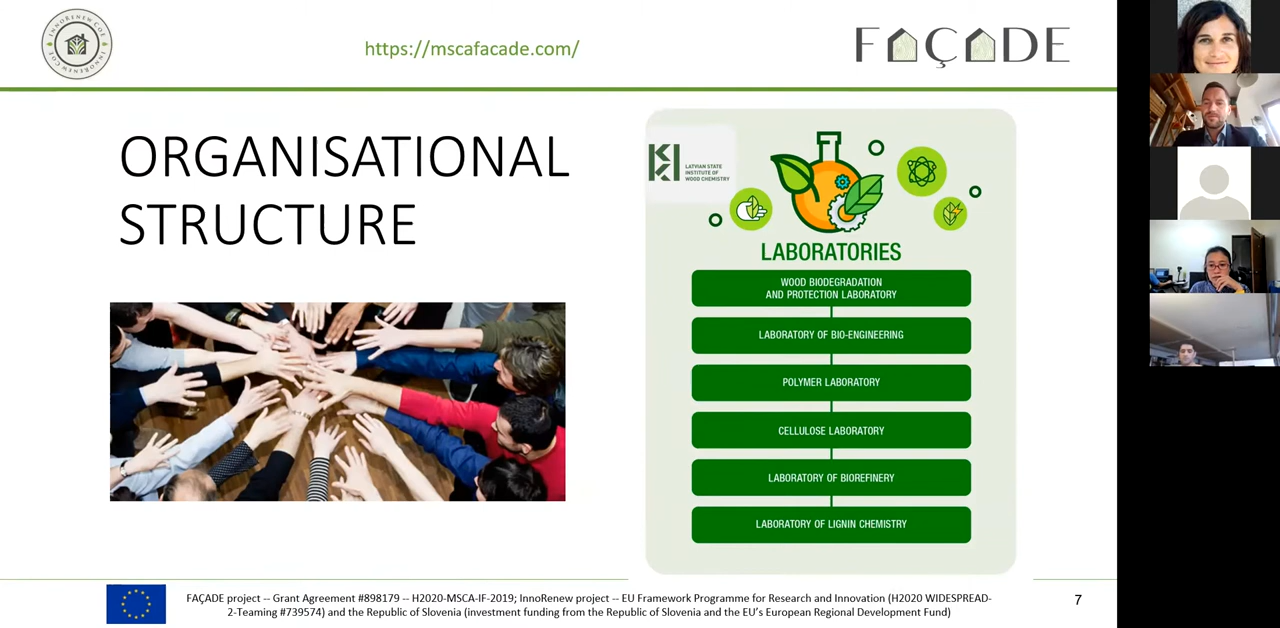 INNORENEW COE
INNORENEW COE
https://mscafacade.com/
FAÇADE
ORGANISATIONAL
STRUCTURE
LATVIAN STATE
INSTITUTE OF
WOOD CHEMISTRY
LABORATORIES
WOOD BIODEGRADATION
AND PROTECTION LABORATORY
LABORATORY OF BIO-ENGINEERING
POLYMER LABORATORY
CELLULOSE LABORATORY
LABORATORY OF BIOREFINERY
LABORATORY OF LIGNIN CHEMISTRY
FAÇADE project -- Grant Agreement #898179 -- H2020-MSCA-IF-2019; InnoRenew project -- EU Framework Programme for Research and Innovation (H2020 WIDESPREAD-
2-Teaming #739574) and the Republic of Slovenia (investment funding from the Republic of Slovenia and the EU's European Regional Development Fund)
7